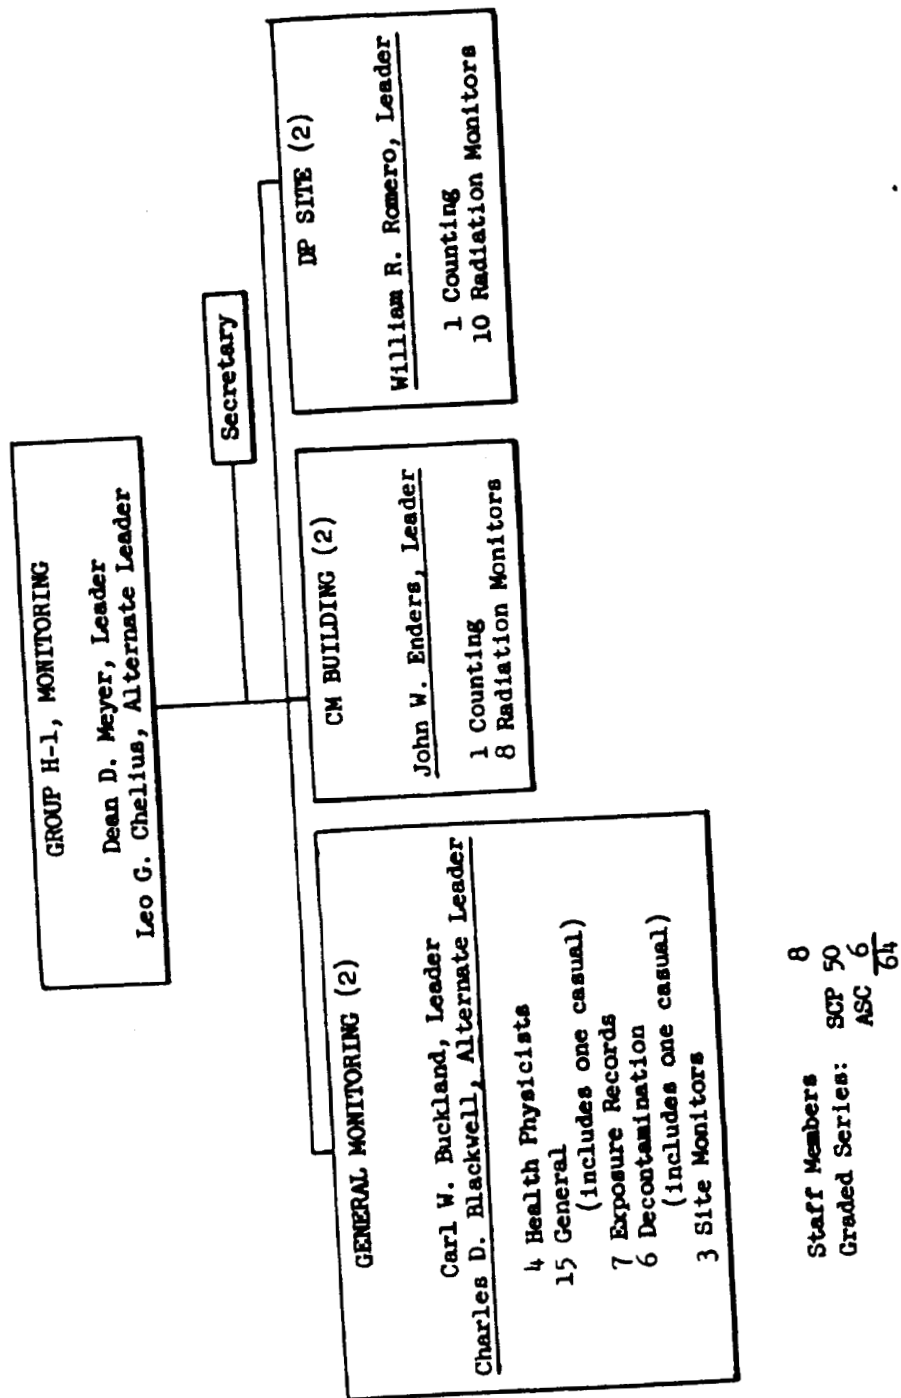 GROUP H-1, MONITORING
Dean D. Meyer, Leader
Leo G. Chelius, Alternate Leader
Secretary
GENERAL MONITORING (2)
Carl W. Buckland, Leader
Charles D. Blackwell, Alternate Leader
4 Health Physicists
15 General
(includes one casual)
7 Exposure Records
6 Decontamination
(includes one casual)
3 Site Monitors
CM BUILDING (2)
John W. Enders, Leader
1 Counting
8 Radiation Monitors
DP SITE (2)
William R. Romero, Leader
1 Counting
10 Radiation Monitors
Staff Members 8
Graded Series: SCP 50
ASC 6
64